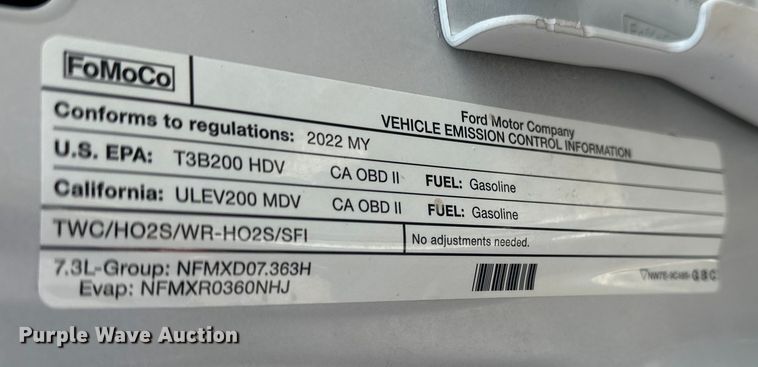 FoMoCo
Ford Motor Company
VEHICLE EMISSION CONTROL INFORMATION
Conforms to regulations: 2022 MY
U.S. EPA: T3B200 HDV CA OBD II FUEL: Gasoline
California: ULEV200 MDV CA OBD II FUEL: Gasoline
TWC/HO2S/WR-HO2S/SFI No adjustments needed.
7.3L-Group: NFMXD07.363H
Evap: NFMXR0360NHJ
Purple Wave Auction